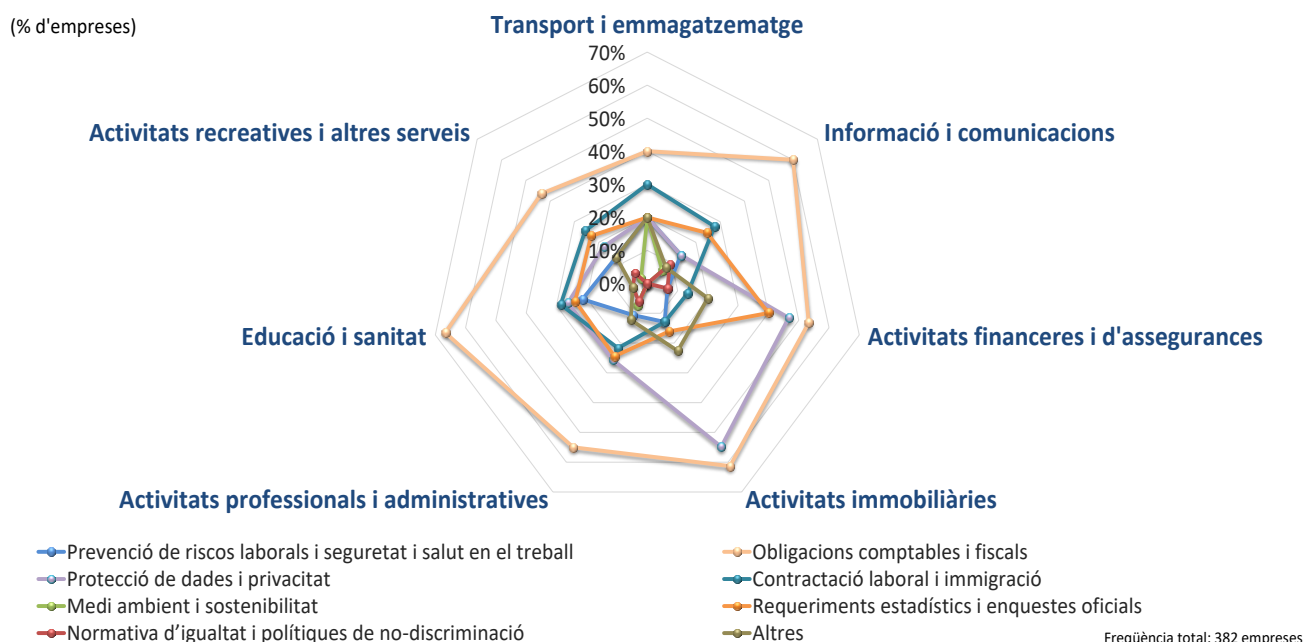 (% d'empreses)
Transport i emmagatzematge
70%
60%
50%
40%
30%
20%
10%
0%
Activitats recreatives i altres serveis
Informació i comunicacions
Educació i sanitat
Activitats financeres i d'assegurances
Activitats professionals i administratives
Activitats immobiliàries
Prevenció de riscos laborals i seguretat i salut en el treball
Obligacions comptables i fiscals
Protecció de dades i privacitat
Contractació laboral i immigració
Medi ambient i sostenibilitat
Requeriments estadístics i enquestes oficials
Normativa d’igualtat i polítiques de no-discriminació
Altres
Freqüència total: 382 empreses